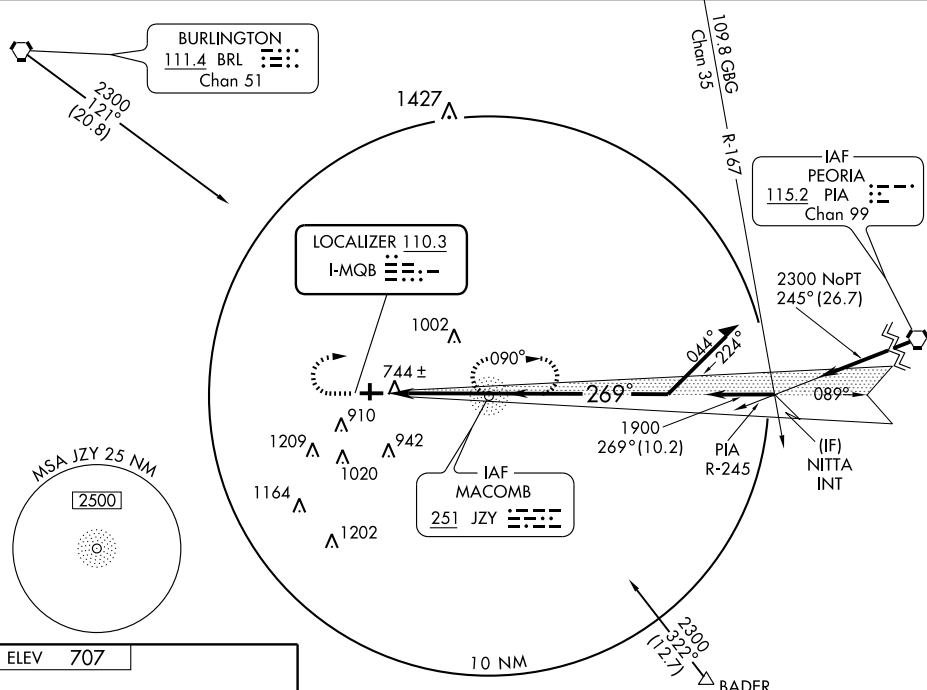 BURLINGTON
111.4 BRL
Chan 51
2300
121°
(20.8)
1427
109.8 GBG
Chan 35
R-167
IAF
PEORIA
115.2 PIA
Chan 99
LOCALIZER 110.3
I-MQB
2300 NoPT
245° (26.7)
1002
044°
224°
090°
744 ±
269°
089°
910
1900
269° (10.2)
PIA
R-245
(IF)
NITTA
INT
1209
942
1020
IAF
MACOMB
251 JZY
MSA JZY 25 NM
2500
1164
1202
2300
322°
(12.7)
10 NM
BADER
ELEV 707